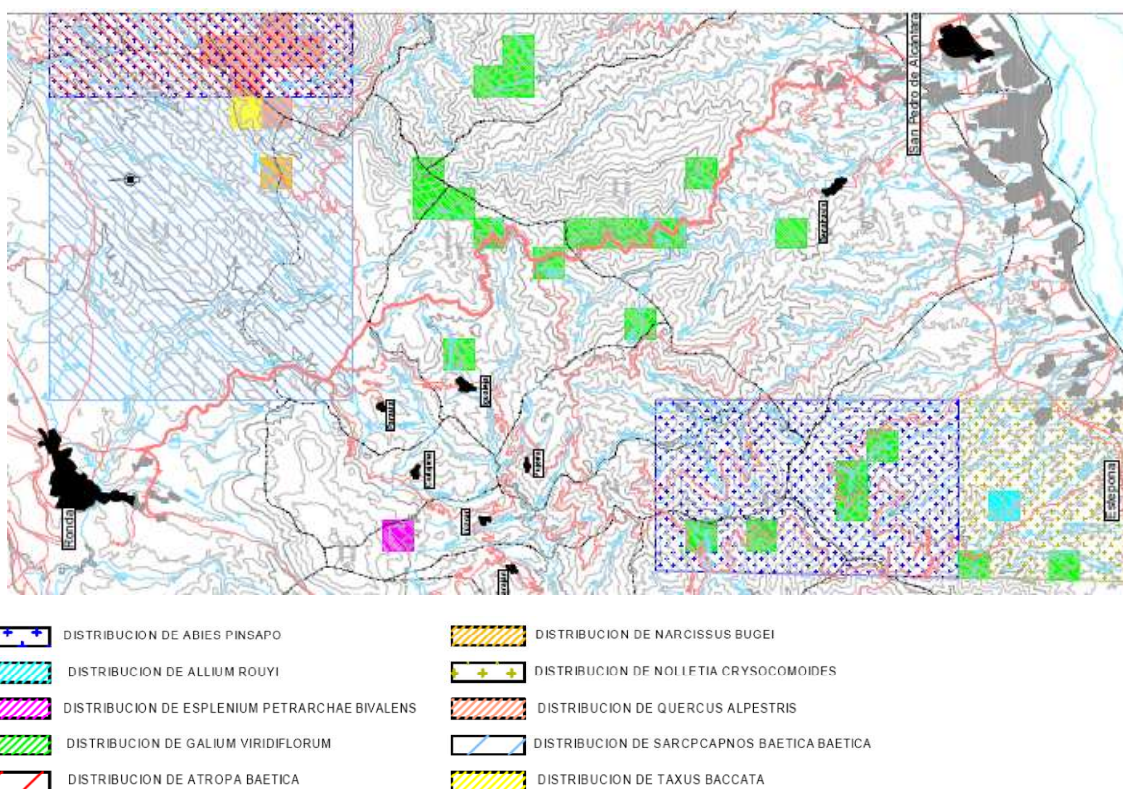 San Pedro de Alcántara
Ronda
Estepona
DISTRIBUCION DE ABIES PINSAPO
DISTRIBUCION DE ALLIUM ROUYI
DISTRIBUCION DE ESPLENIUM PETRARCHAE BIVALENS
DISTRIBUCION DE GALIUM VIRIDIFLORUM
DISTRIBUCION DE ATROPA BAETICA
DISTRIBUCION DE NARCISSUS BUGEI
DISTRIBUCION DE NOLLETIA CRYSOCOMOIDES
DISTRIBUCION DE QUERCUS ALPESTRIS
DISTRIBUCION DE SARCPCAPNOS BAETICA BAETICA
DISTRIBUCION DE TAXUS BACCATA